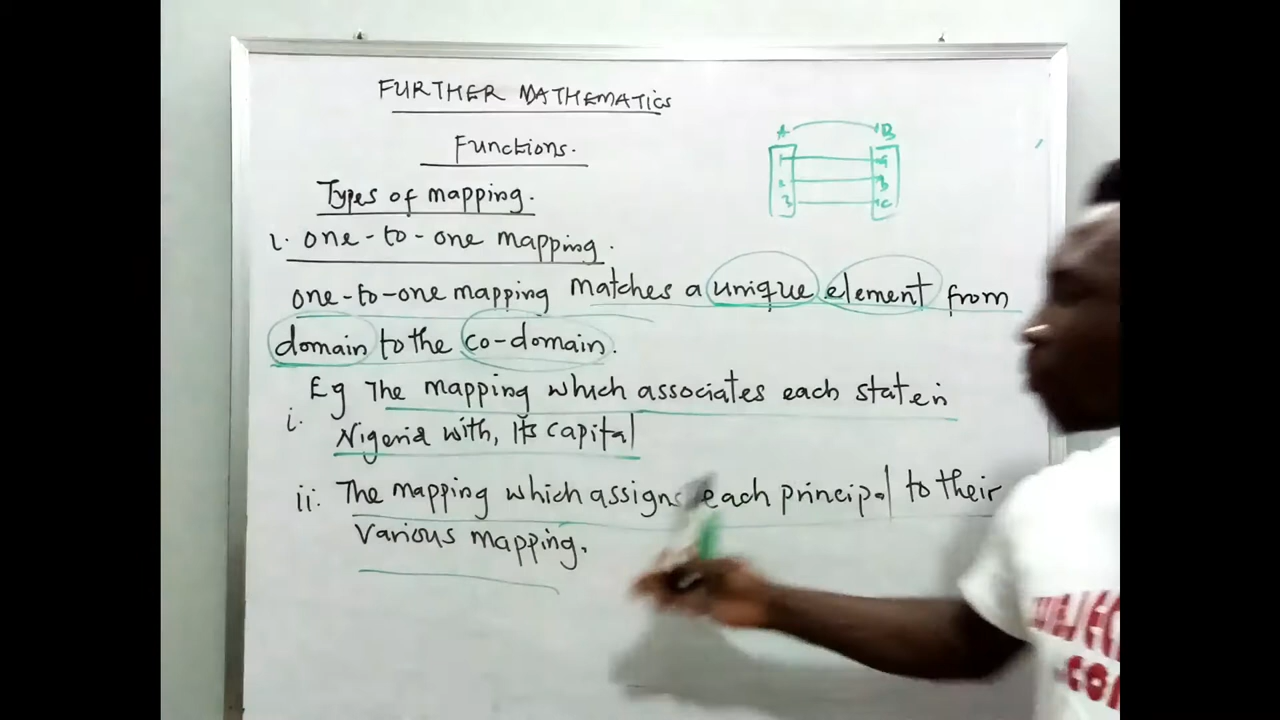 FURTHER MATHEMATICS
Functions.
Types of mapping.
A B
1 a
2 b
3 c
i. one-to-one mapping.
one-to-one mapping matches a unique element from
domain to the co-domain.
Eg The mapping which associates each state in
i. Nigeria with, Its capital
ii. The mapping which assigns each principal to their
various mapping.